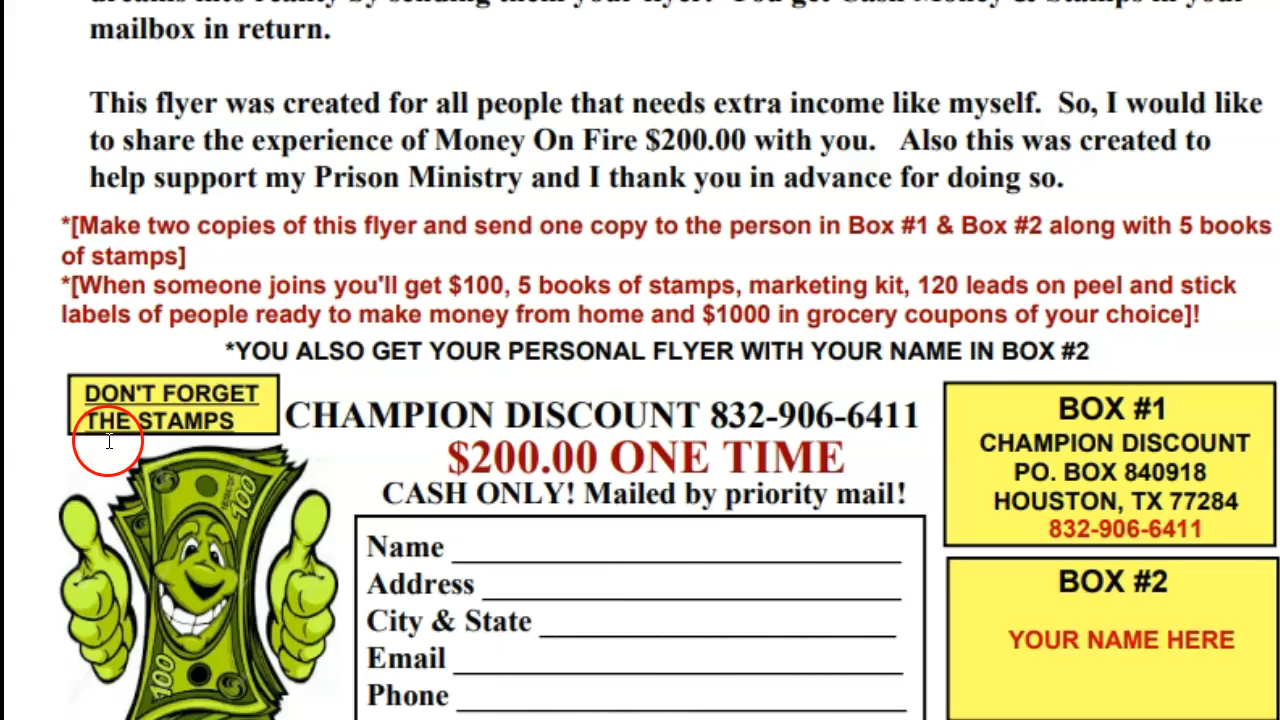 mailbox in return.
This flyer was created for all people that needs extra income like myself. So, I would like
to share the experience of Money On Fire $200.00 with you. Also this was created to
help support my Prison Ministry and I thank you in advance for doing so.
*[Make two copies of this flyer and send one copy to the person in Box #1 & Box #2 along with 5 books
of stamps]
*[When someone joins you'll get $100, 5 books of stamps, marketing kit, 120 leads on peel and stick
labels of people ready to make money from home and $1000 in grocery coupons of your choice]!
*YOU ALSO GET YOUR PERSONAL FLYER WITH YOUR NAME IN BOX #2
DON'T FORGET
THE STAMPS
CHAMPION DISCOUNT 832-906-6411
$200.00 ONE TIME
CASH ONLY! Mailed by priority mail!
Name
Address
City & State
Email
Phone
BOX #1
CHAMPION DISCOUNT
PO. BOX 840918
HOUSTON, TX 77284
832-906-6411
BOX #2
YOUR NAME HERE
100
100